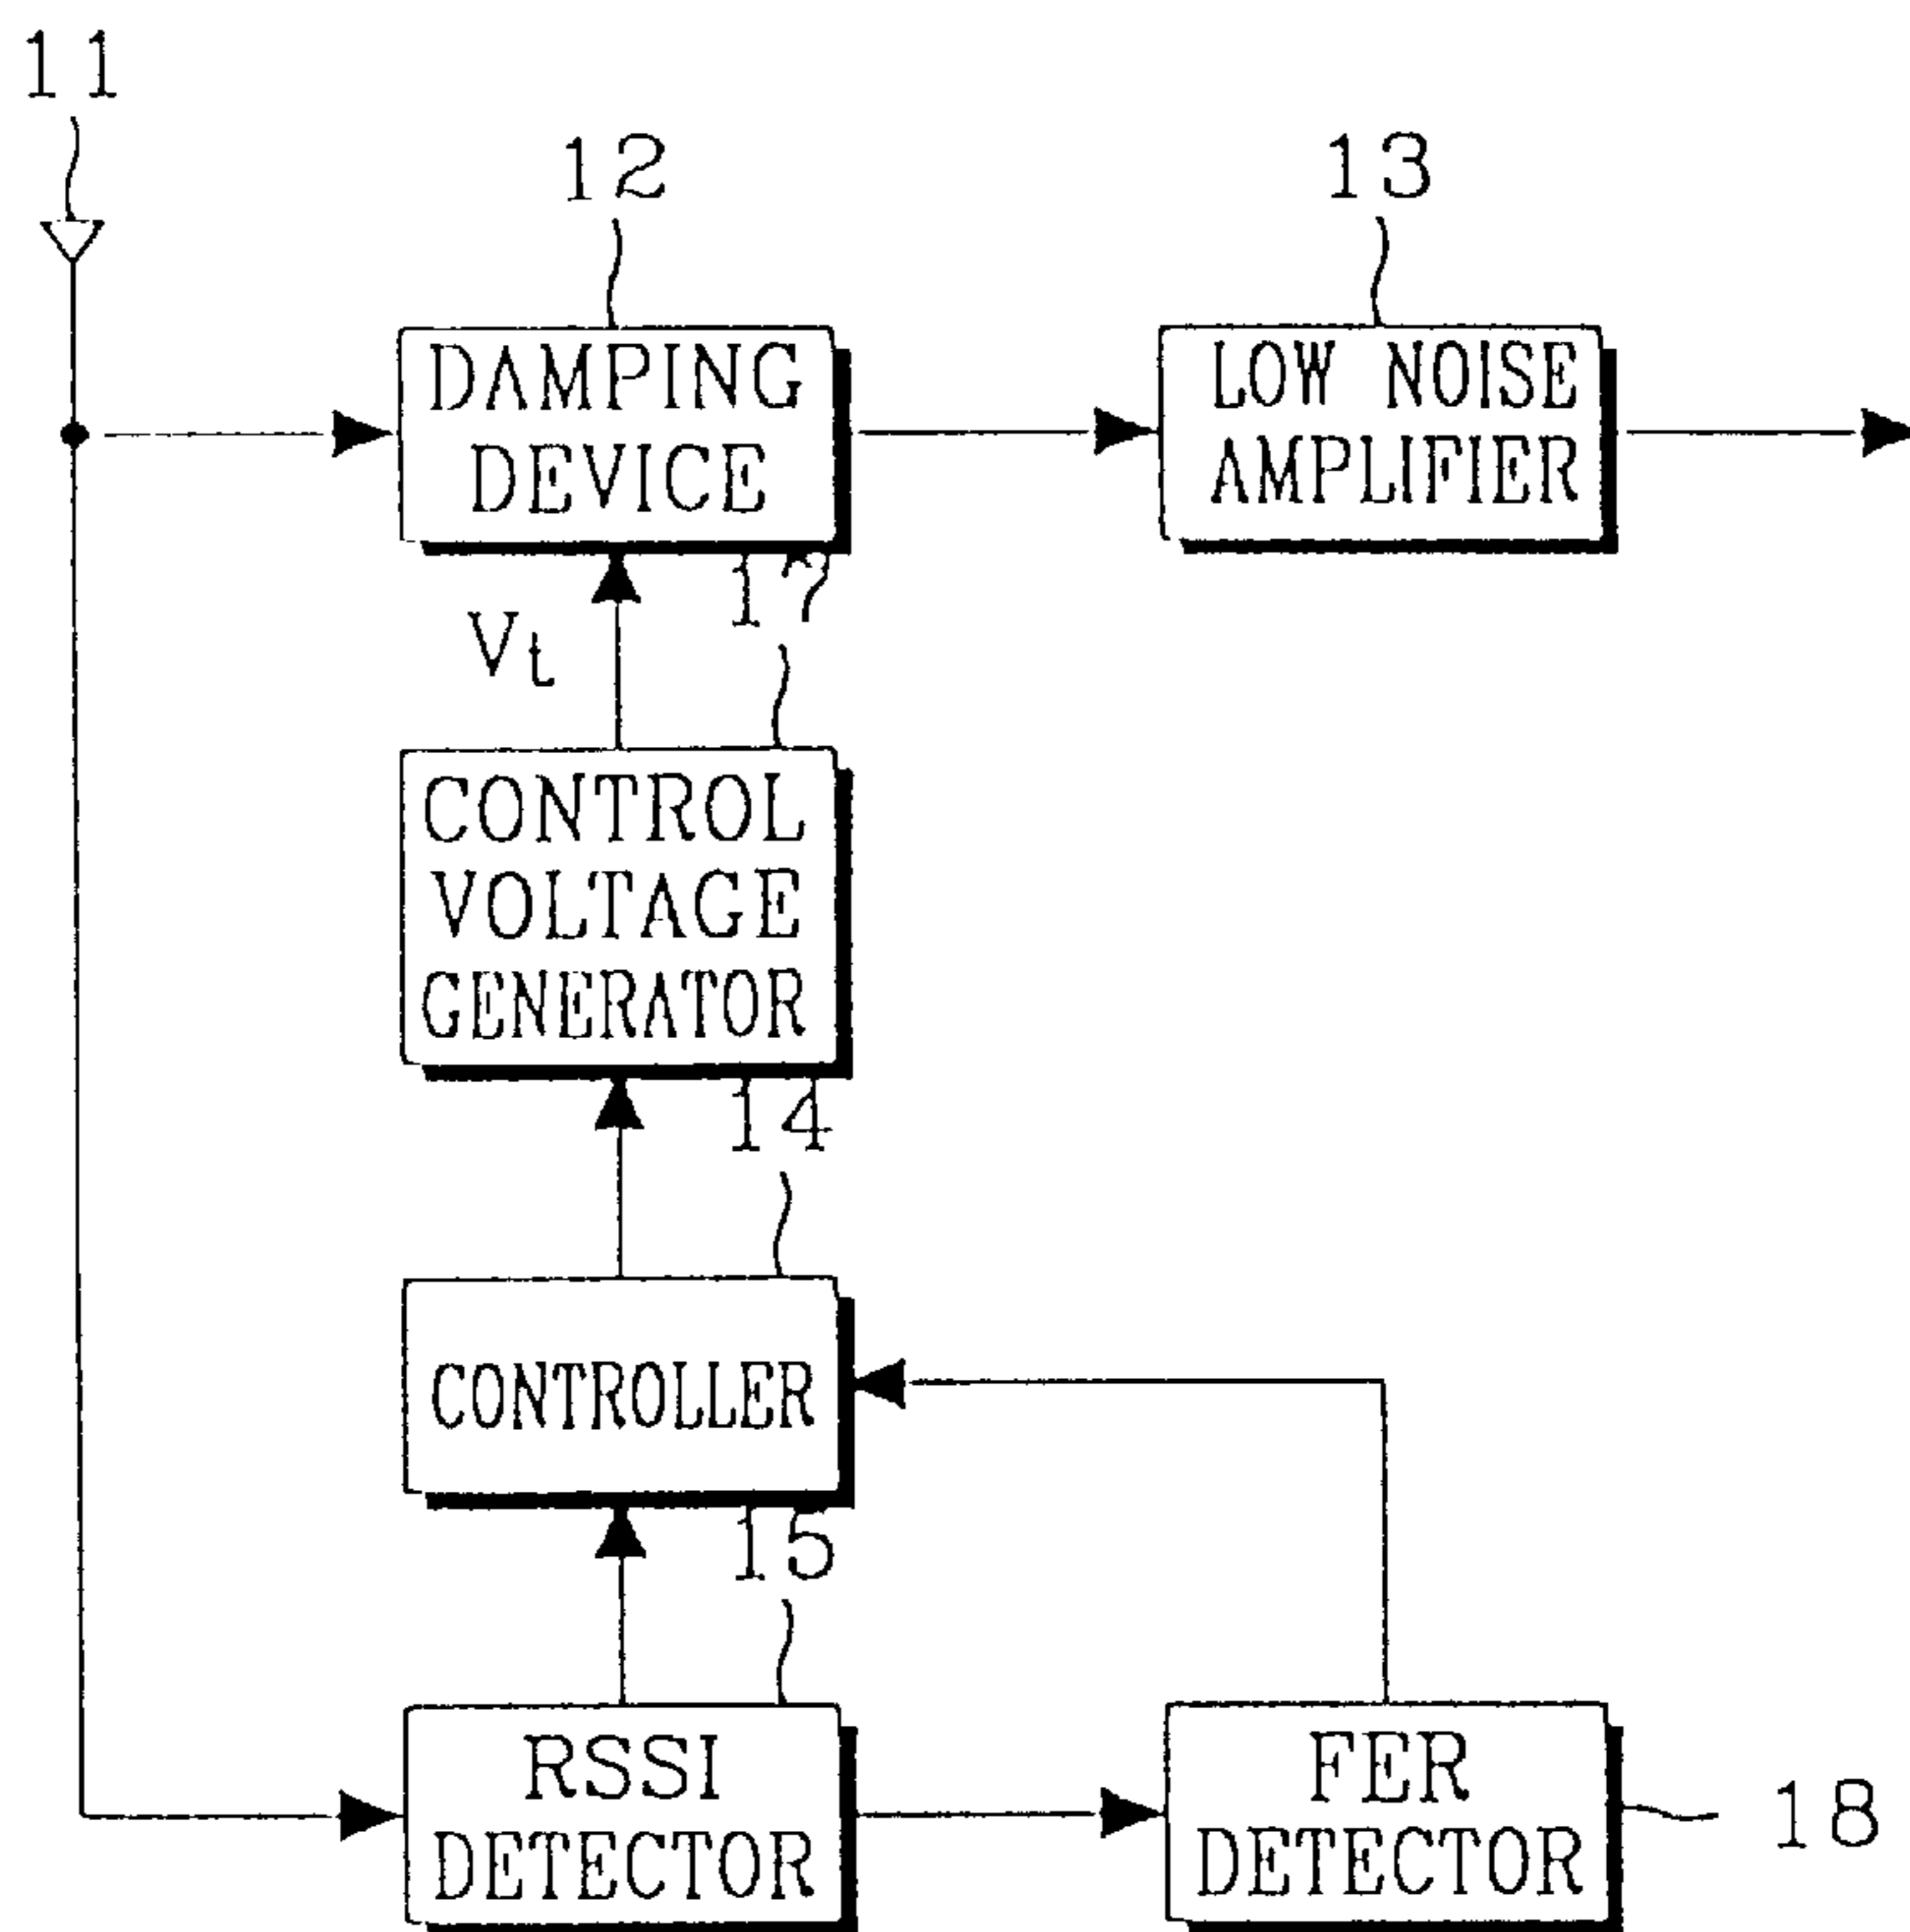 11
12
13
DAMPING
DEVICE
LOW NOISE
AMPLIFIER
17
Vt
CONTROL
VOLTAGE
GENERATOR
14
CONTROLLER
15
RSSI
DETECTOR
FER
DETECTOR
18